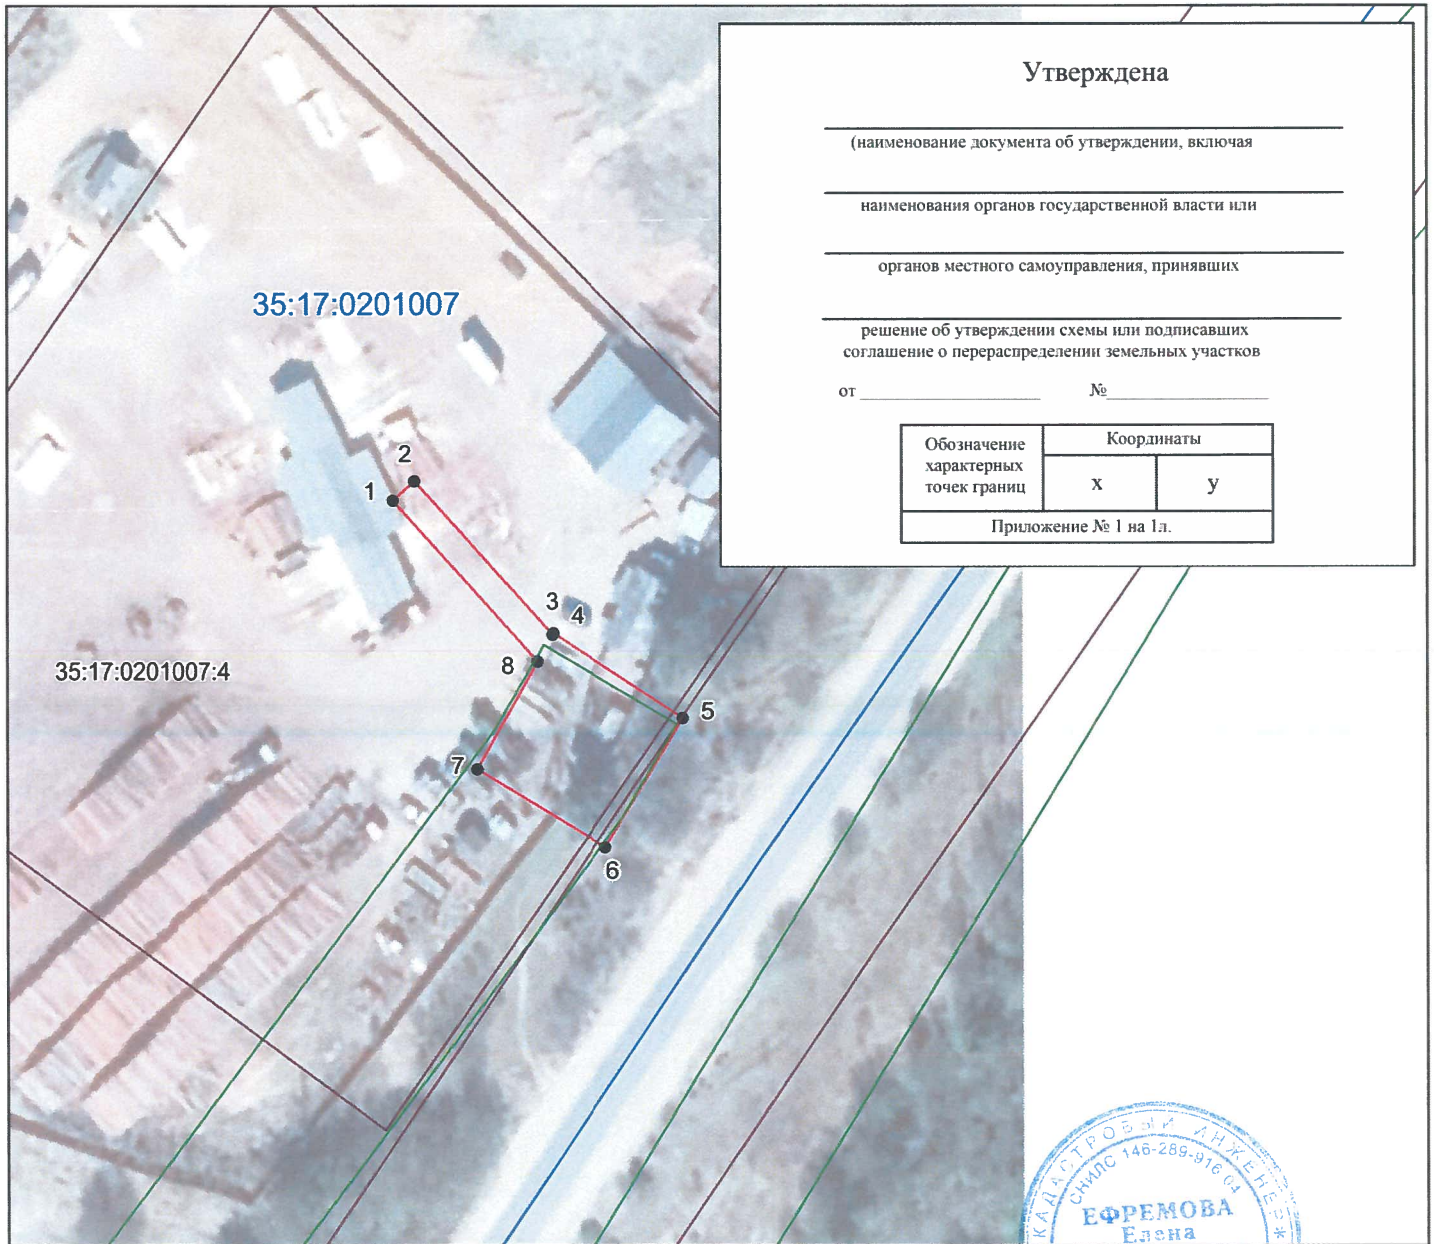 Утверждена
(наименование документа об утверждении, включая
наименования органов государственной власти или
органов местного самоуправления, принявших
решение об утверждении схемы или подписавших
соглашение о перераспределении земельных участков
от №
Обозначение характерных точек границ
Координаты
x y
Приложение № 1 на 1л.
35:17:0201007
2
1
3
4
8
35:17:0201007:4
5
7
6
КАДАСТРОВЫЙ ИНЖЕНЕР *
СНИЛС 146-289-916 04
ЕФРЕМОВА
Елена